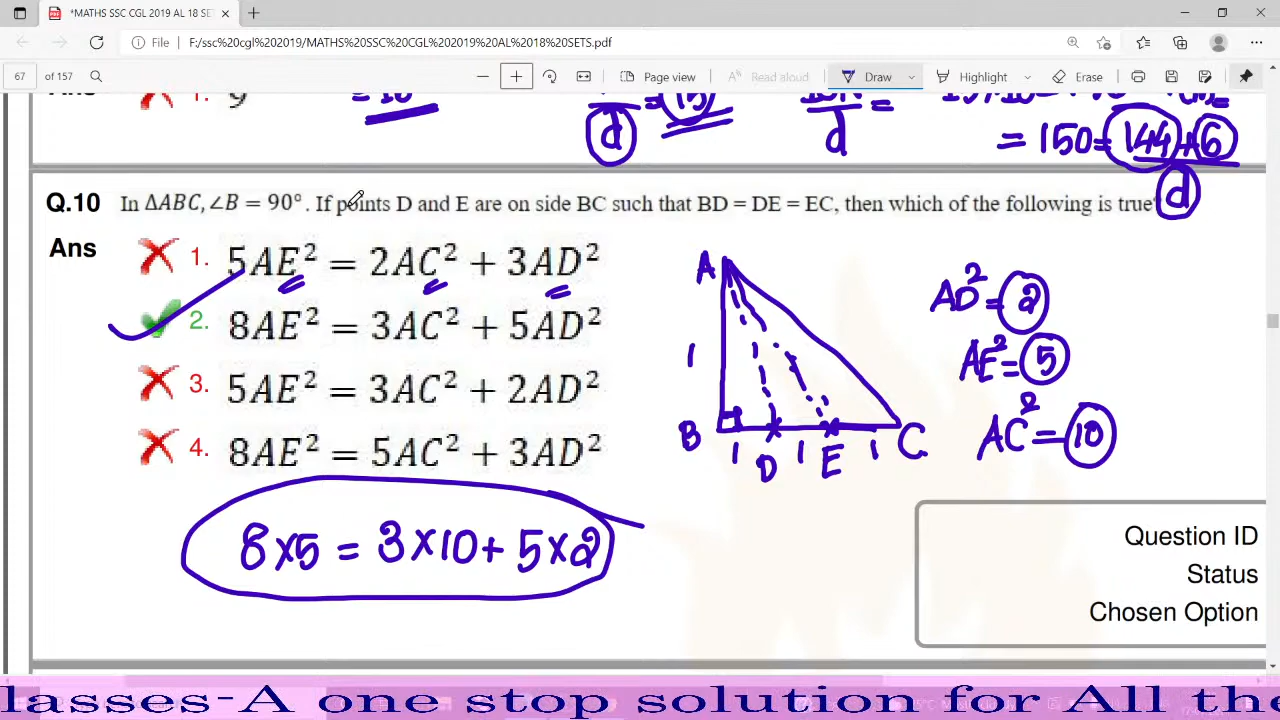 *MATHS SSC CGL 2019 AL 18 SE
File F:/ssc%20cgl%202019/MATHS%20SSC%20CGL%202019%20AL%2018%20SETS.pdf
67 of 157 Page view Read aloud Draw Highlight Erase
1. 9
d
d
= 150 = 144 + 6
d
Q.10 In ΔABC, ∠B = 90°. If points D and E are on side BC such that BD = DE = EC, then which of the following is true
Ans
1. 5AE² = 2AC² + 3AD²
2. 8AE² = 3AC² + 5AD²
3. 5AE² = 3AC² + 2AD²
4. 8AE² = 5AC² + 3AD²
8×5 = 3×10+ 5×2
A
1
B 1 D 1 E 1 C
AD² = 2
AE² = 5
AC² = 10
Question ID
Status
Chosen Option
lasses-A one stop solution for All the